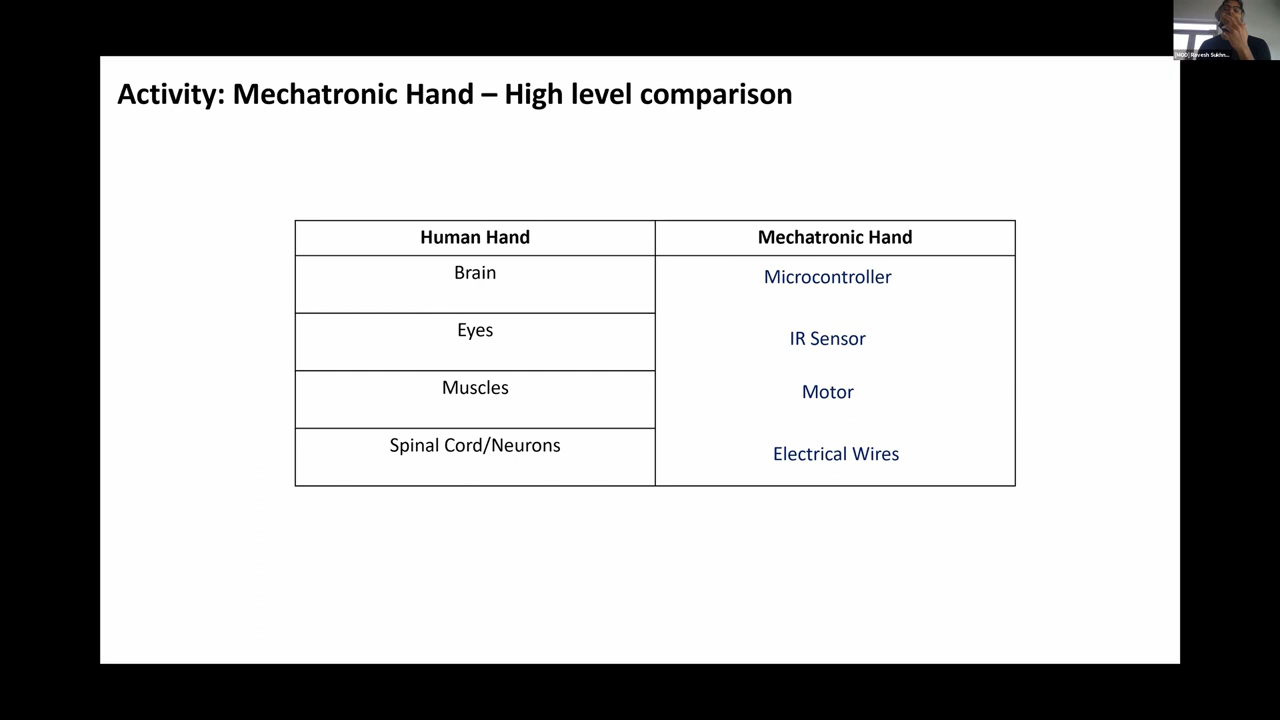 Activity: Mechatronic Hand – High level comparison
Human Hand
Mechatronic Hand
Brain
Microcontroller
Eyes
IR Sensor
Muscles
Motor
Spinal Cord/Neurons
Electrical Wires